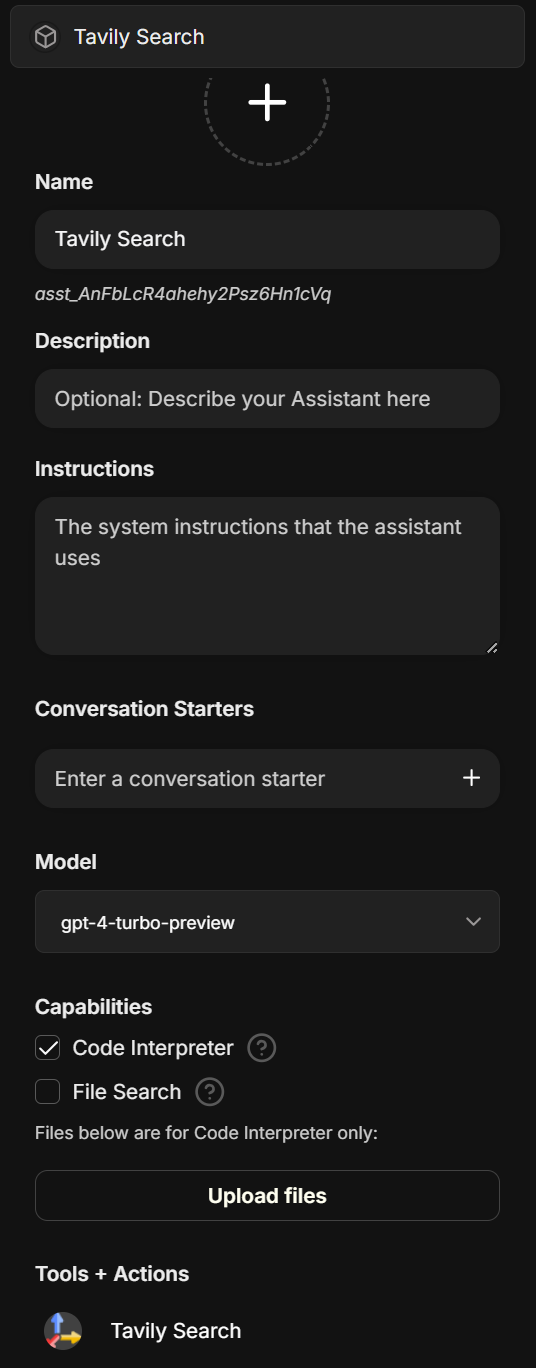 Tavily Search
Name
Tavily Search
asst_AnFbLcR4ahehy2Psz6Hn1cVq
Description
Optional: Describe your Assistant here
Instructions
The system instructions that the assistant
uses
Conversation Starters
Enter a conversation starter
Model
gpt-4-turbo-preview
Capabilities
Code Interpreter
File Search
Files below are for Code Interpreter only:
Upload files
Tools + Actions
Tavily Search